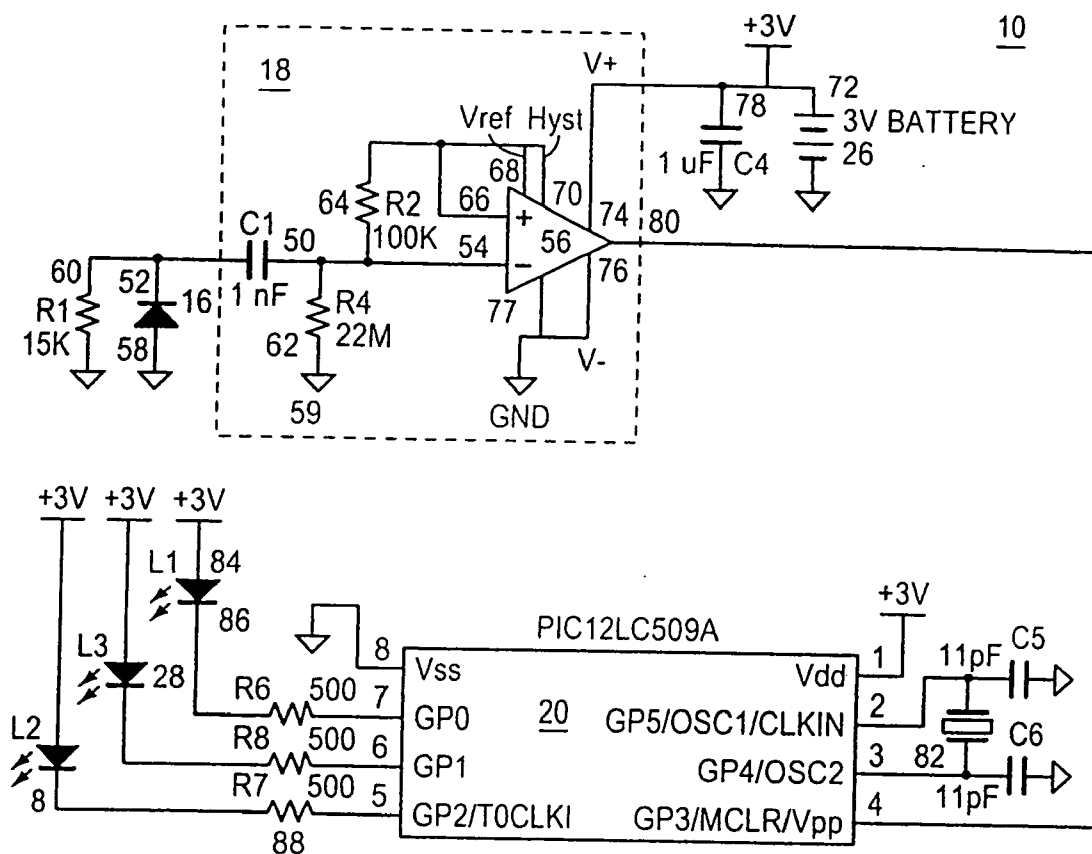 +3V
10
18
V+
72
78
3V BATTERY
26
1 uF C4
Vref Hyst
68
70
64
R2
100K
66
+
74
80
C1
50
54
56
−
76
60
52
1 nF
16
R1
15K
58
R4
22M
62
77
V-
59
GND
+3V +3V +3V
L1
84
86
L3
28
L2
8
PIC12LC509A
+3V
8
Vss
Vdd
1
11pF
C5
R6 500
7
GP0
20
GP5/OSC1/CLKIN
2
R8 500
6
GP1
GP4/OSC2
3
82
C6
11pF
R7 500
5
GP2/T0CLKI
GP3/MCLR/Vpp
4
88